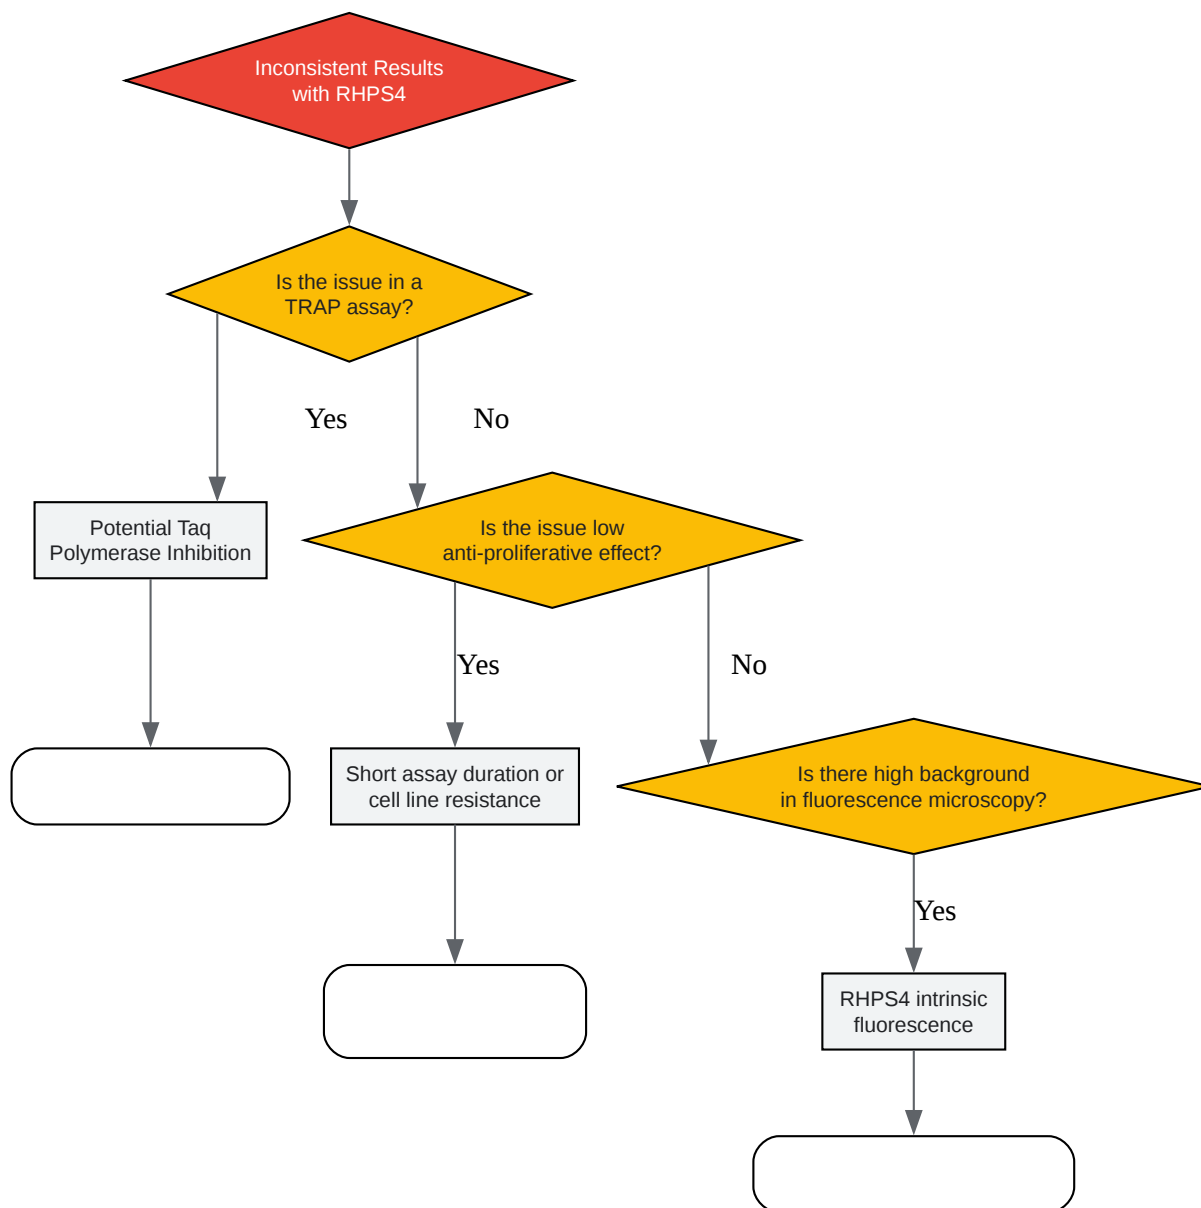 Inconsistent Results
with RHPS4
Is the issue in a
TRAP assay?
Yes
No
Potential Taq
Polymerase Inhibition
Is the issue low
anti-proliferative effect?
Yes
No
Short assay duration or
cell line resistance
Is there high background
in fluorescence microscopy?
Yes
RHPS4 intrinsic
fluorescence